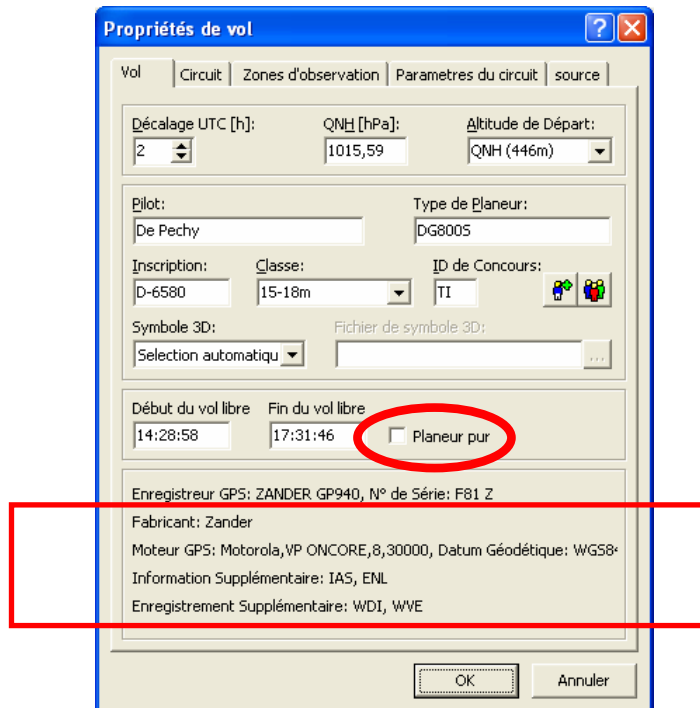 Propriétés de vol
Vol Circuit Zones d'observation Parametres du circuit source
Décalage UTC [h]: QNH [hPa]: Altitude de Départ:
2 1015,59 QNH (446m)
Pilot: Type de Planeur:
De Pechy DG800S
Inscription: Classe: ID de Concours:
D-6580 15-18m TI
Symbole 3D: Fichier de symbole 3D:
Selection automatiqu ...
Début du vol libre Fin du vol libre
14:28:58 17:31:46 Planeur pur
Enregistreur GPS: ZANDER GP940, N° de Série: F81 Z
Fabricant: Zander
Moteur GPS: Motorola,VP ONCORE,8,30000, Datum Géodétique: WGS8
Information Supplémentaire: IAS, ENL
Enregistrement Supplémentaire: WDI, WVE
OK Annuler